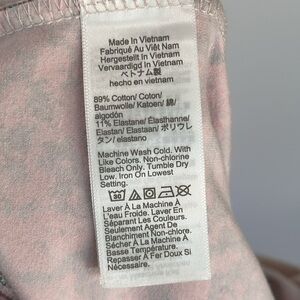 Made In Vietnam
Fabriqué Au Viêt Nam
Hergestellt in Vietnam
Vervaardigd in Vietnam
ベトナム製
hecho en vietnam
89% Cotton/ Coton/
Baumwolle/ Katoen/ 綿/
algodón
11% Elastane/ Élasthanne/
Elastan/ Elastaan/ ポリウレ
タン/ elastano
Machine Wash Cold. With
Like Colors. Non-chlorine
Bleach Only. Tumble Dry
Low. Iron On Lowest
Setting.
30
Laver À La Machine À
L'eau Froide. Laver En
Séparant Les Couleurs.
Seulement Agent De
Blanchiment Non-Chlore.
Sécher À La Machine À
Basse Température.
Repasser À Fer Doux Si
Nécessaire.